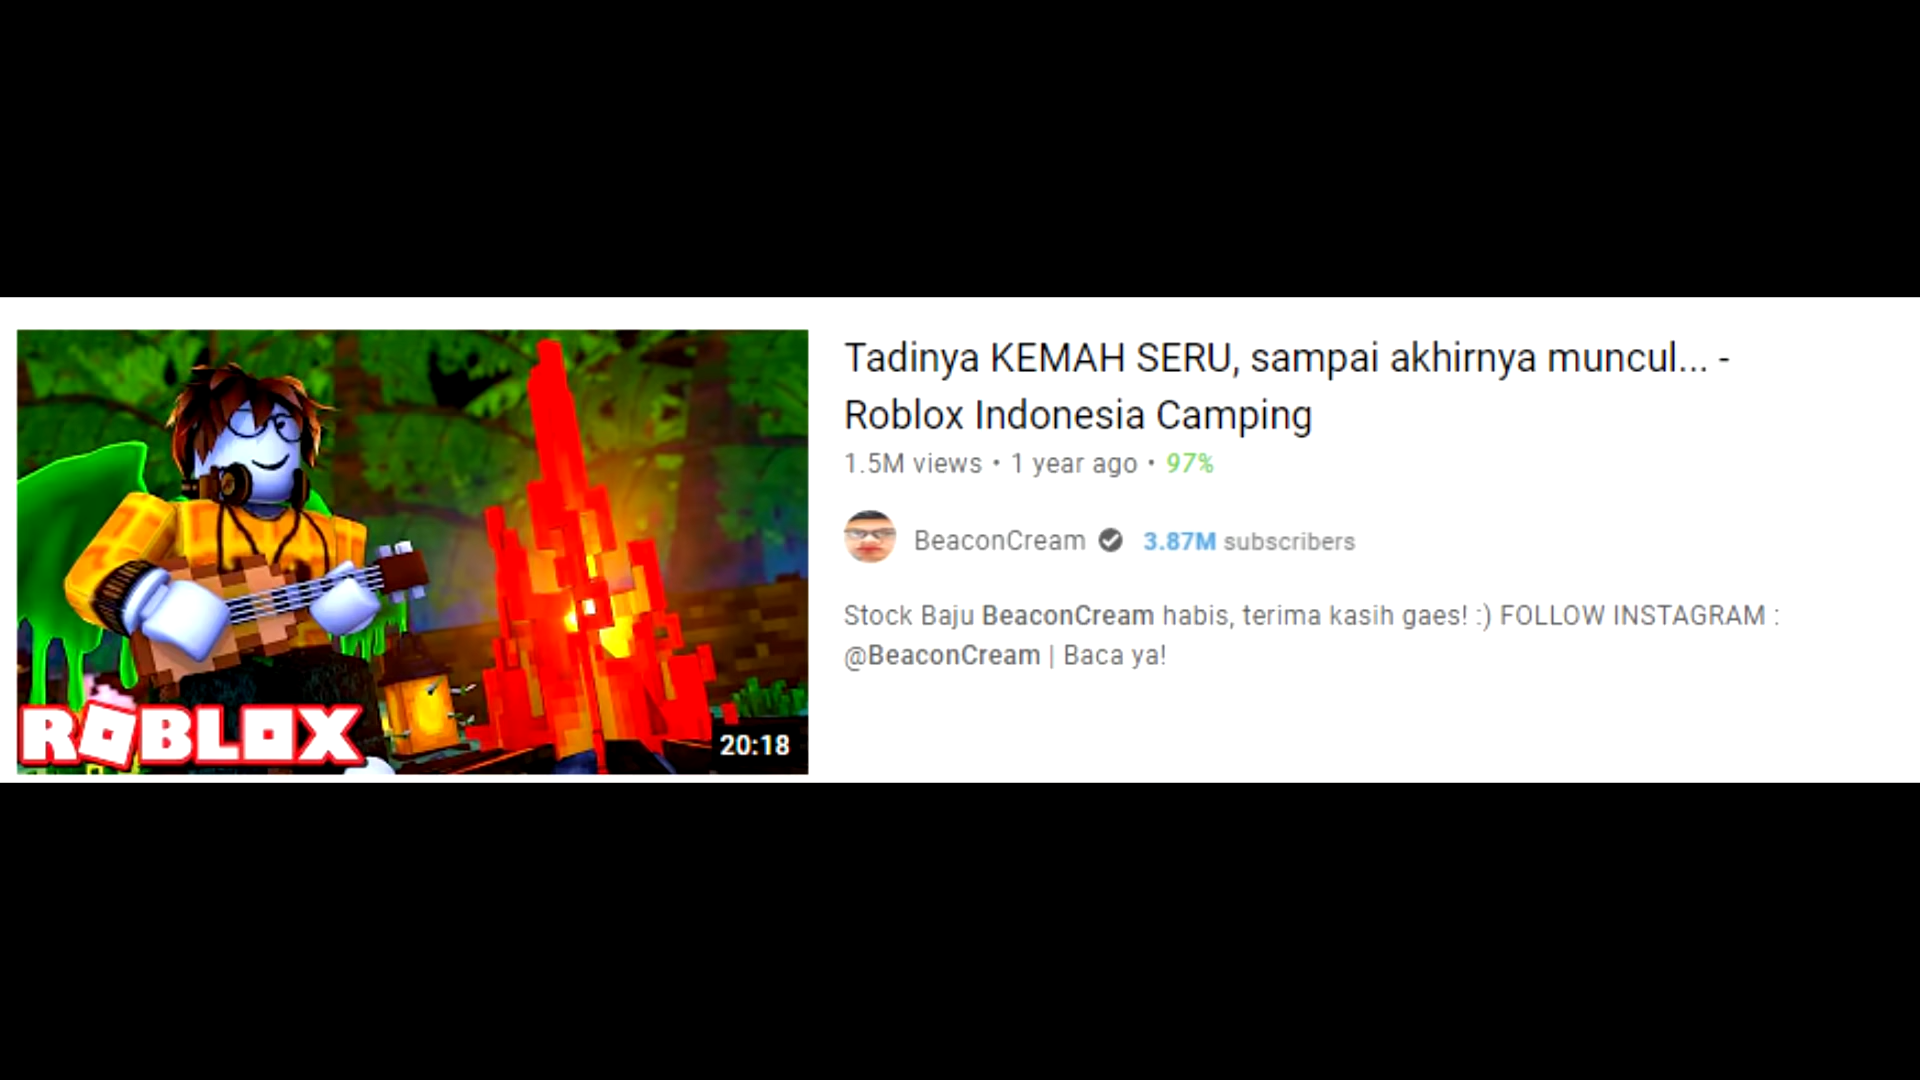 ROBLOX
20:18
Tadinya KEMAH SERU, sampai akhirnya muncul... -
Roblox Indonesia Camping
1.5M views • 1 year ago • 97%
BeaconCream 3.87M subscribers
Stock Baju BeaconCream habis, terima kasih gaes! :) FOLLOW INSTAGRAM :
@BeaconCream | Baca ya!